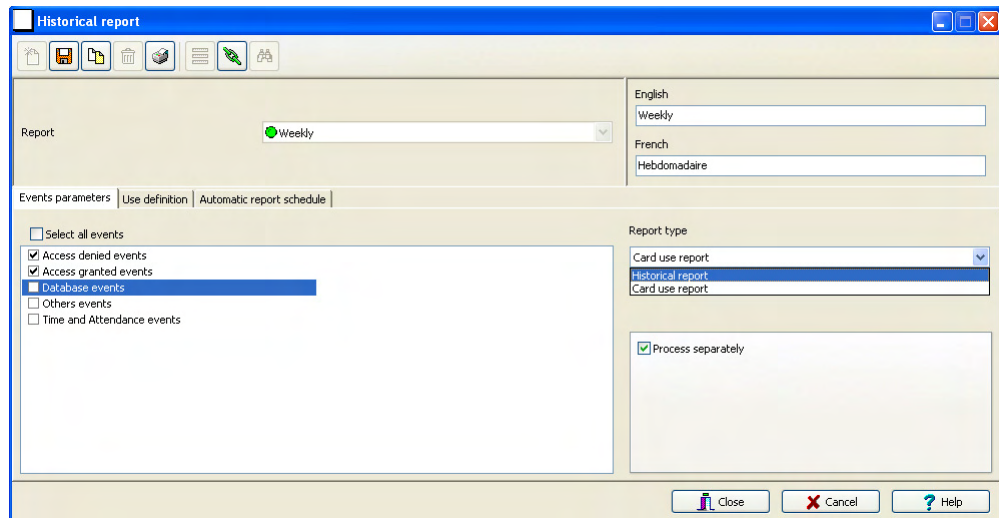 Historical report
English
Weekly
Report
Weekly
French
Hebdomadaire
Events parameters
Use definition
Automatic report schedule
Select all events
Access denied events
Access granted events
Database events
Others events
Time and Attendance events
Report type
Card use report
Historical report
Card use report
Process separately
Close
Cancel
? Help